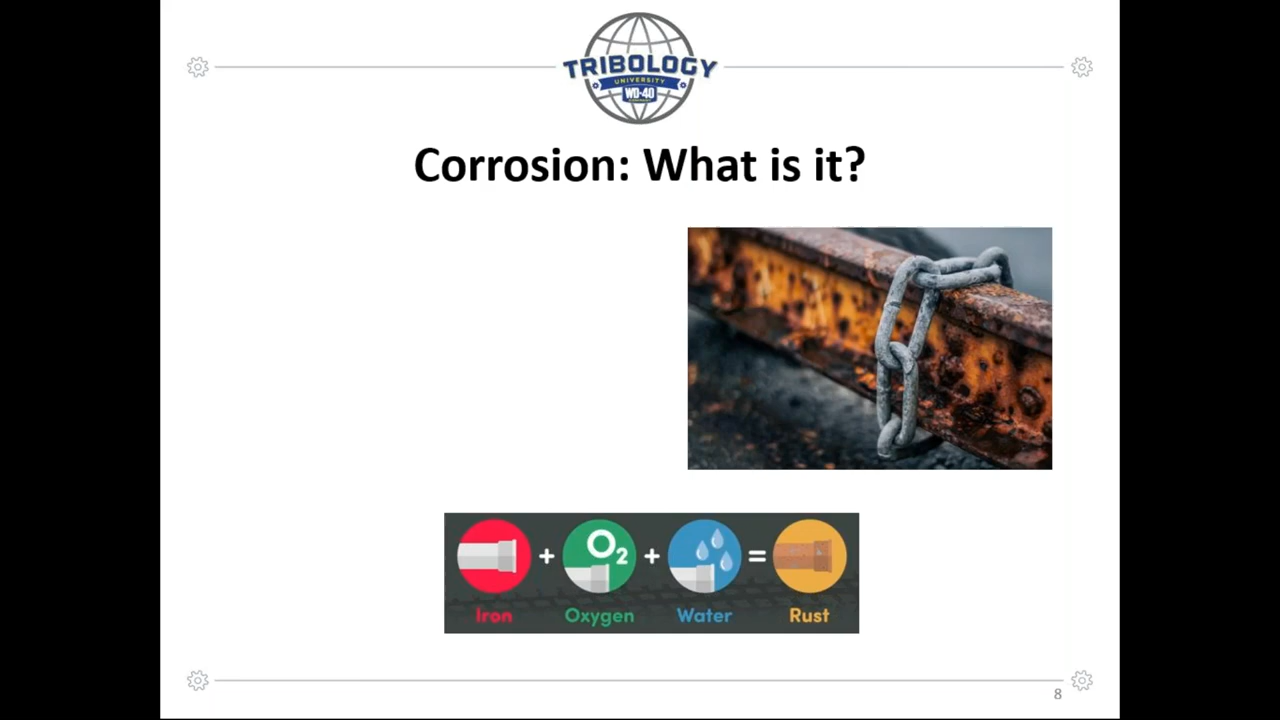 TRIBOLOGY
UNIVERSITY
WD-40
Corrosion: What is it?
O2
+ + =
Iron Oxygen Water Rust
8